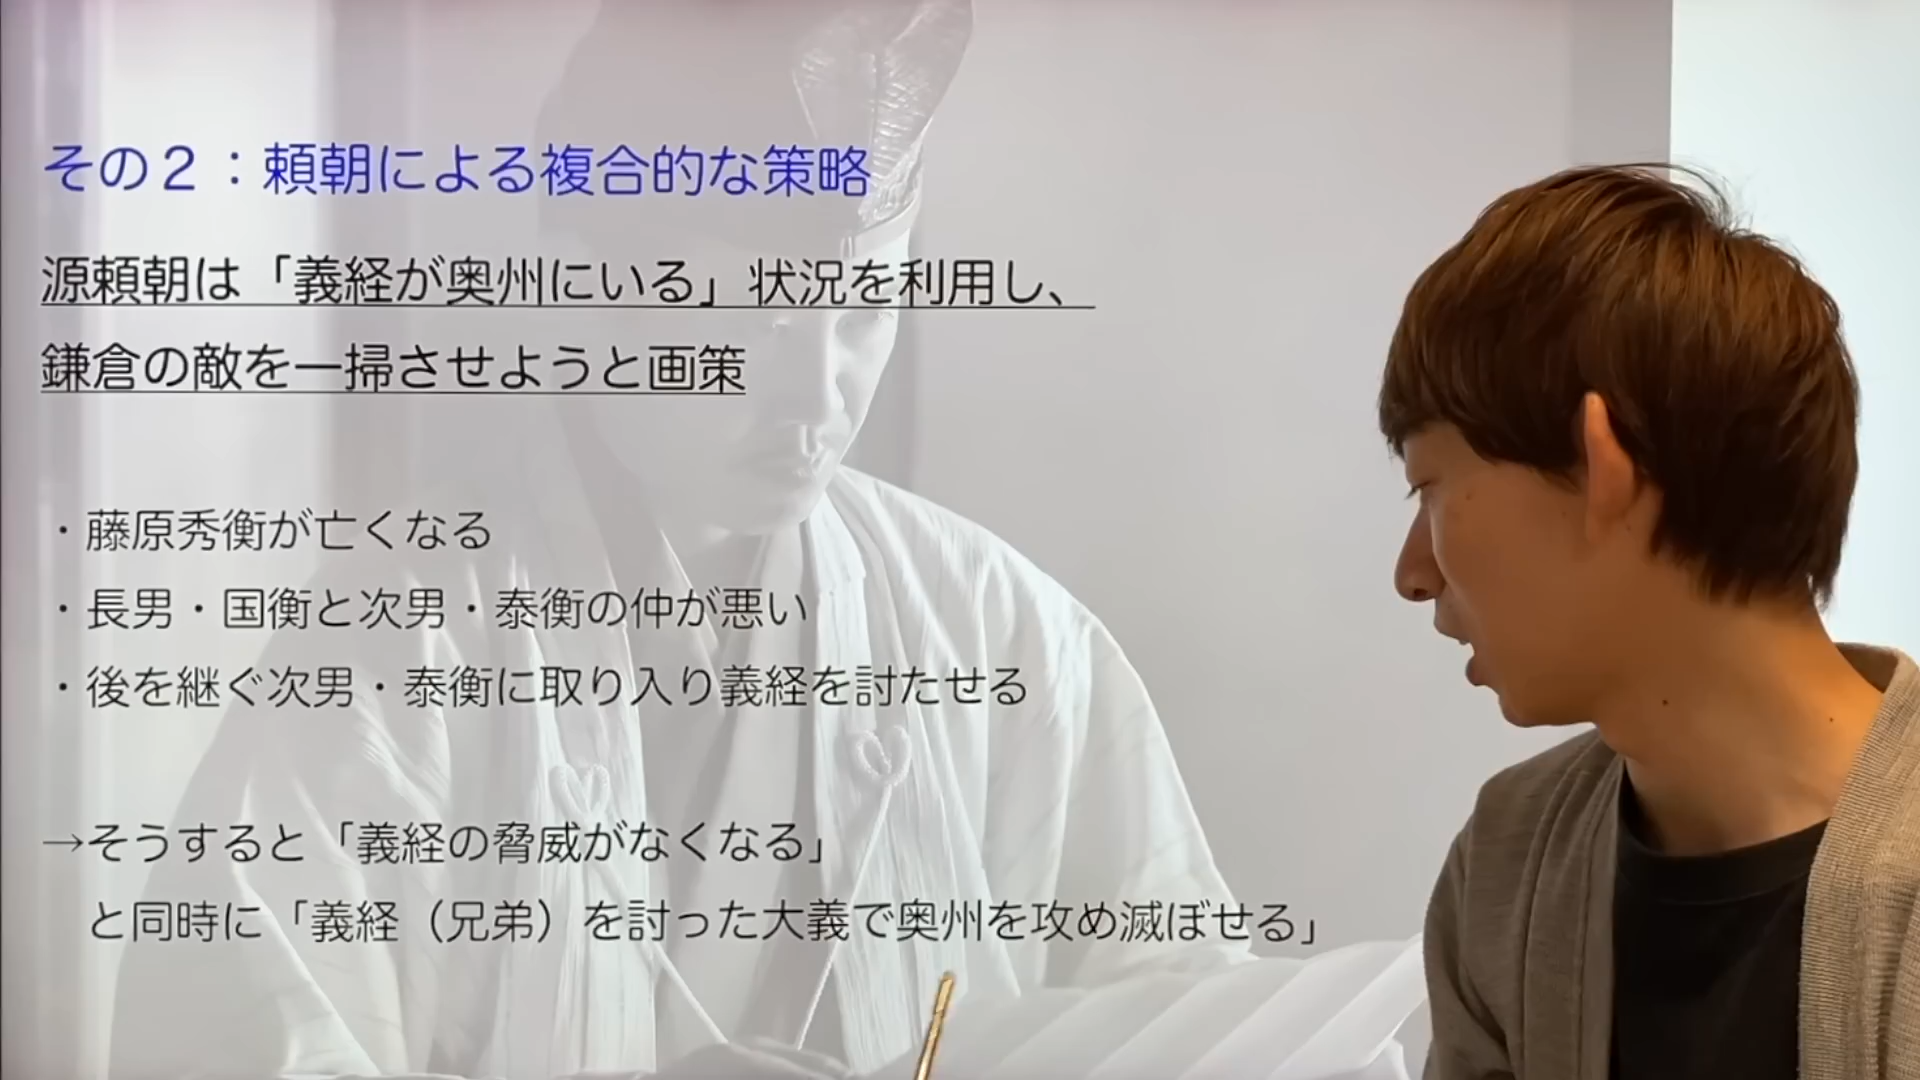 その２：頼朝による複合的な策略
源頼朝は「義経が奥州にいる」状況を利用し、
鎌倉の敵を一掃させようと画策
・藤原秀衡が亡くなる
・長男・国衡と次男・泰衡の仲が悪い
・後を継ぐ次男・泰衡に取り入り義経を討たせる
→そうすると「義経の脅威がなくなる」
と同時に「義経（兄弟）を討った大義で奥州を攻め滅ぼせる」